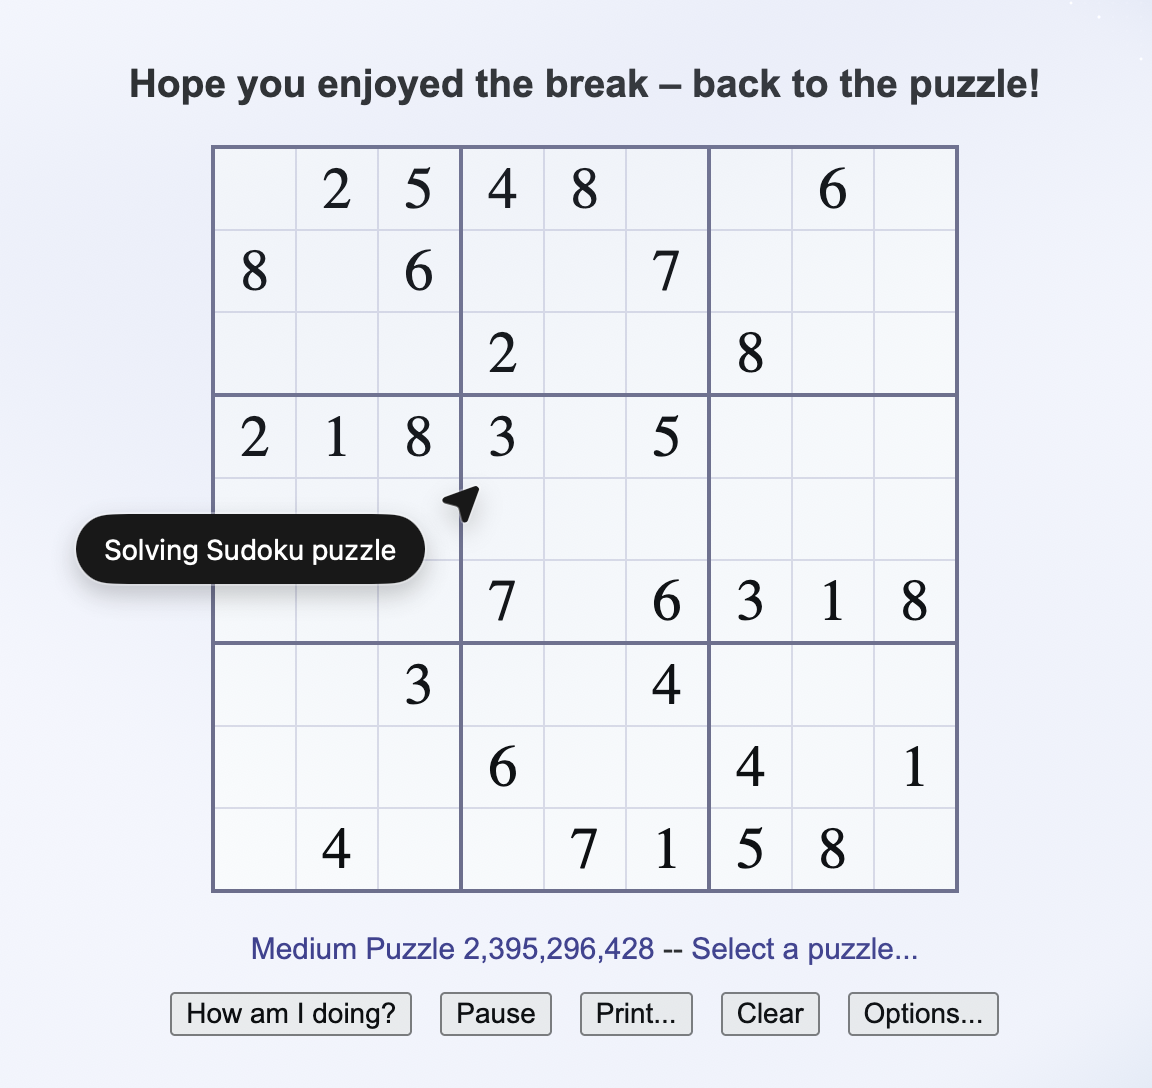 Hope you enjoyed the break – back to the puzzle!
2 5 4 8 6
8 6 7
2 8
2 1 8 3 5
Solving Sudoku puzzle
7 6 3 1 8
3 4
6 4 1
4 7 1 5 8
Medium Puzzle 2,395,296,428 -- Select a puzzle...
How am I doing? Pause Print... Clear Options...